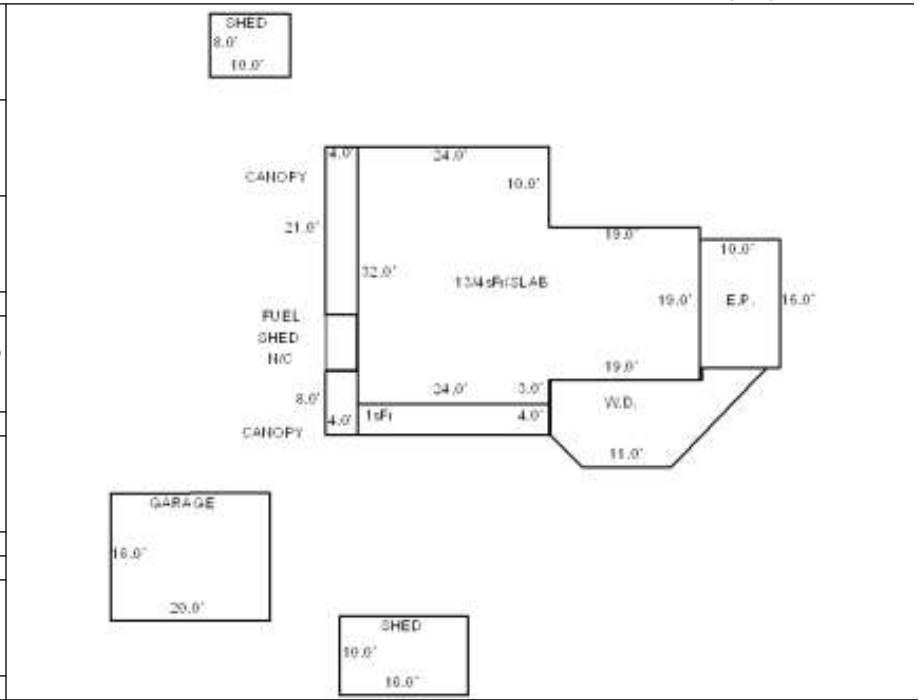 SHED
8.0'
10.0'
4.0'
24.0'
CANOPY
10.0'
21.0'
19.0'
10.0'
32.0'
13/4sFr/SLAB
19.0'
E.P.
16.0'
FUEL
SHED
N/C
19.0'
8.0'
24.0'
3.0'
W.D.
4.0'
1sFr
4.0'
CANOPY
11.0'
GARAGE
16.0'
20.0'
SHED
10.0'
16.0'